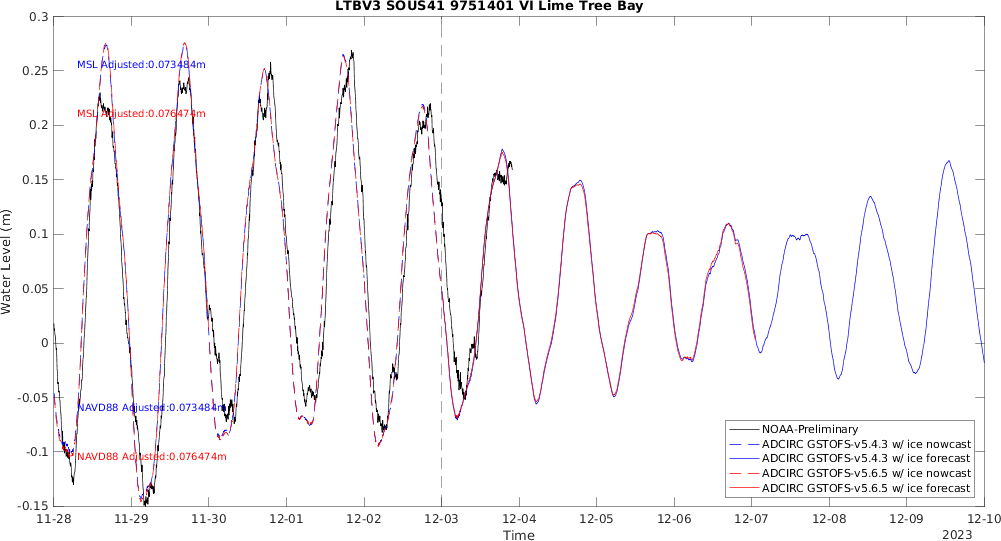 LTBV3 SOUS41 9751401 VI Lime Tree Bay
0.3
0.25
0.2
0.15
0.1
0.05
0
-0.05
-0.1
-0.15
Water Level (m)
MSL Adjusted:0.073484m
MSL Adjusted:0.076474m
NAVD88 Adjusted:0.073484m
NAVD88 Adjusted:0.076474m
NOAA-Preliminary
ADCIRC GSTOFS-v5.4.3 w/ ice nowcast
ADCIRC GSTOFS-v5.4.3 w/ ice forecast
ADCIRC GSTOFS-v5.6.5 w/ ice nowcast
ADCIRC GSTOFS-v5.6.5 w/ ice forecast
11-28 11-29 11-30 12-01 12-02 12-03 12-04 12-05 12-06 12-07 12-08 12-09 12-10
Time
2023